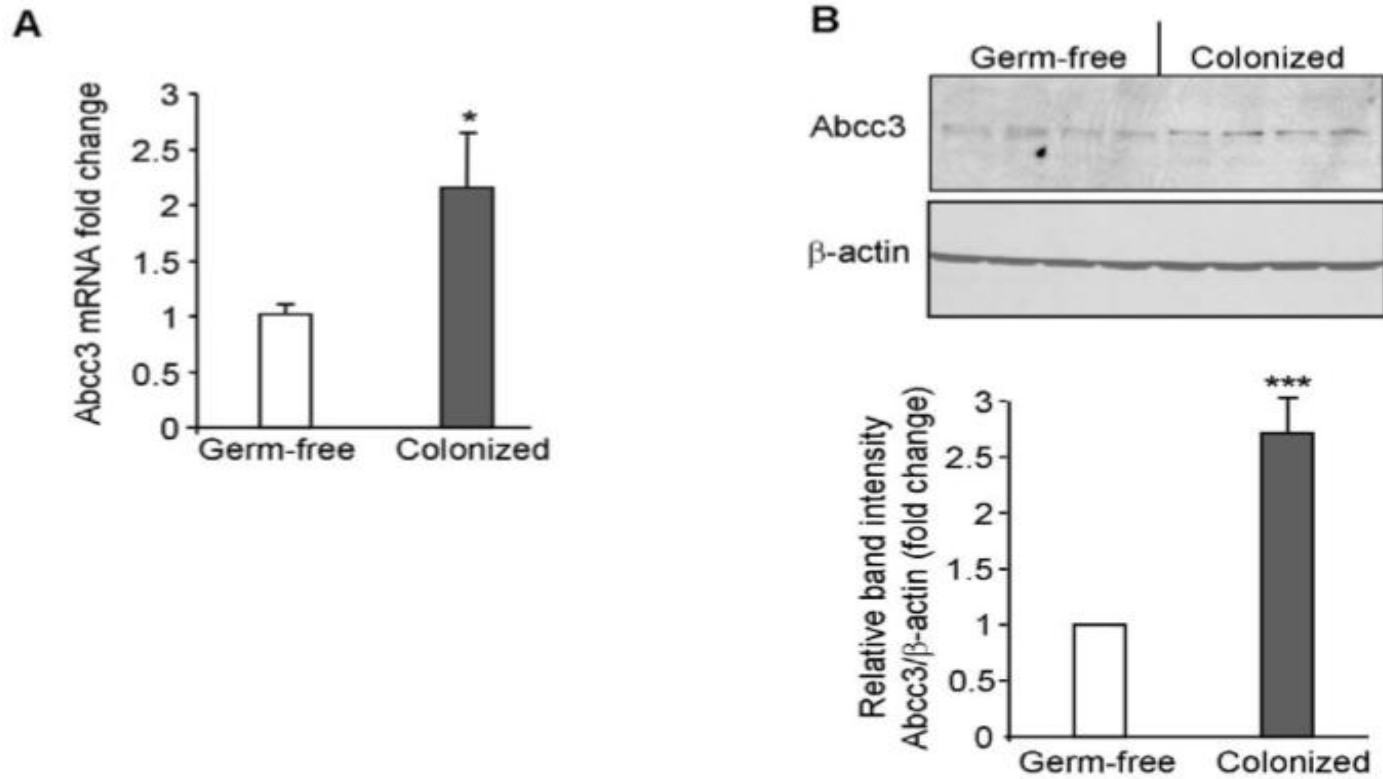 A
Abcc3 mRNA fold change
3
2.5
2
1.5
1
0.5
0
*
Germ-free Colonized
B
Germ-free Colonized
Abcc3
β-actin
Relative band intensity
Abcc3/β-actin (fold change)
3
2.5
2
1.5
1
0.5
0
***
Germ-free Colonized